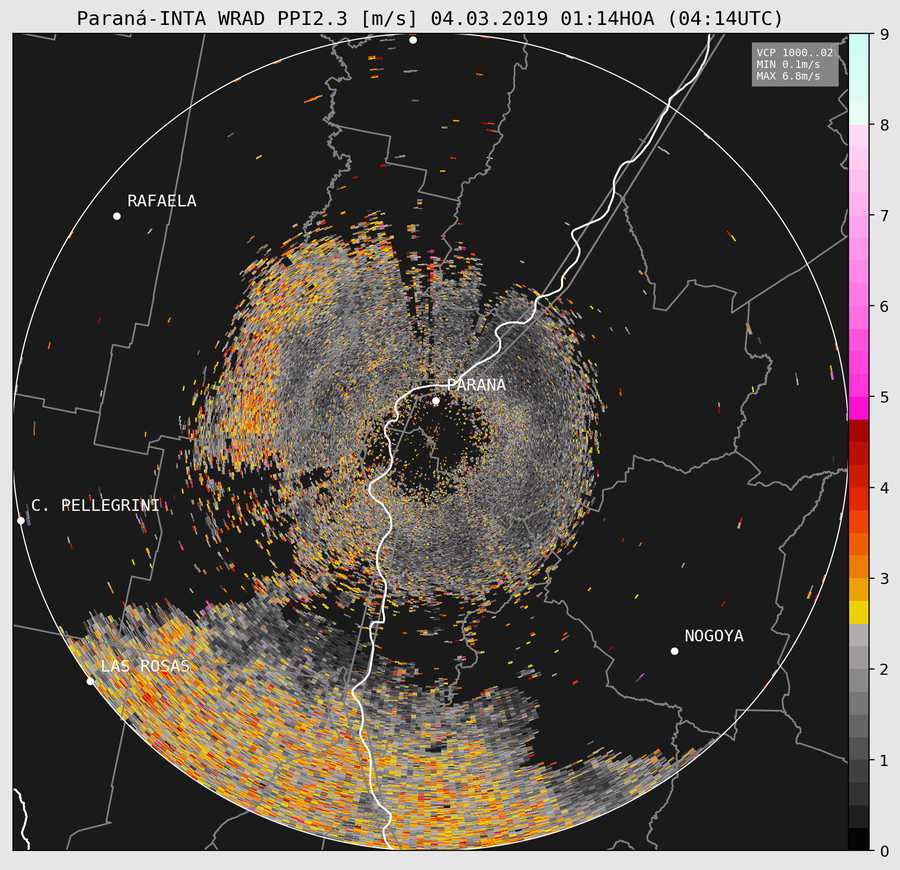 Paraná-INTA WRAD PPI2.3 [m/s] 04.03.2019 01:14HOA (04:14UTC)
VCP 1000..02
MIN 0.1m/s
MAX 6.8m/s
RAFAELA
PARANÁ
C. PELLEGRINI
NOGOYA
LAS ROSAS
9
8
7
6
5
4
3
2
1
0